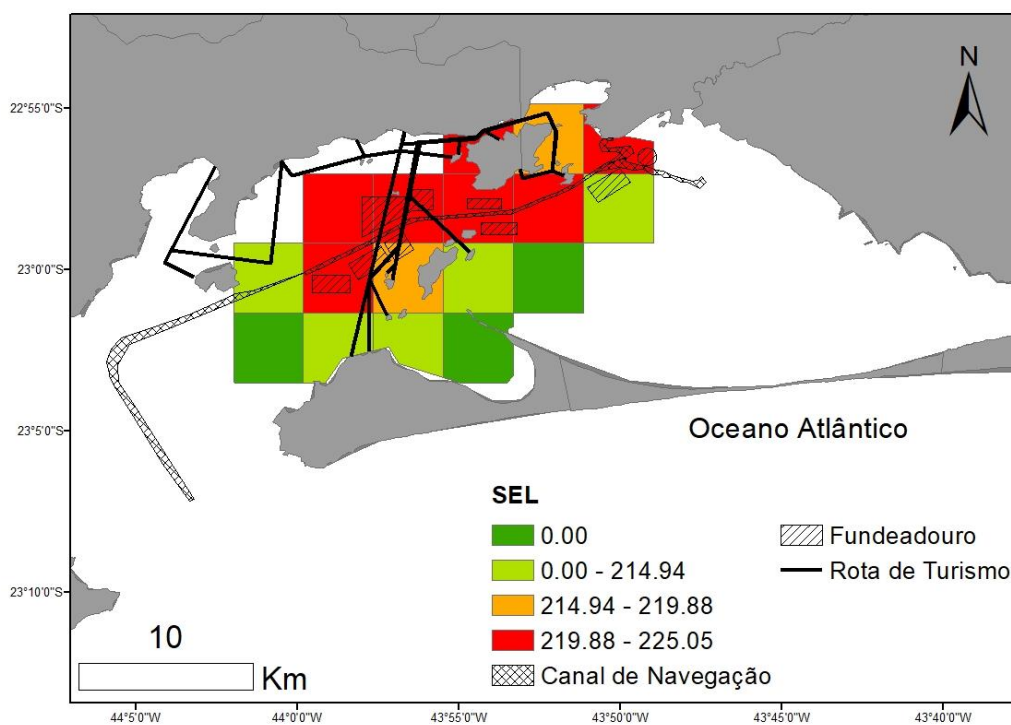 N
22°55'0"S
23°0'0"S
23°5'0"S
Oceano Atlântico
SEL
0.00
Fundeadouro
0.00 - 214.94
Rota de Turismo
214.94 - 219.88
219.88 - 225.05
Canal de Navegação
23°10'0"S
10
Km
44°5'0"W
44°0'0"W
43°55'0"W
43°50'0"W
43°45'0"W
43°40'0"W